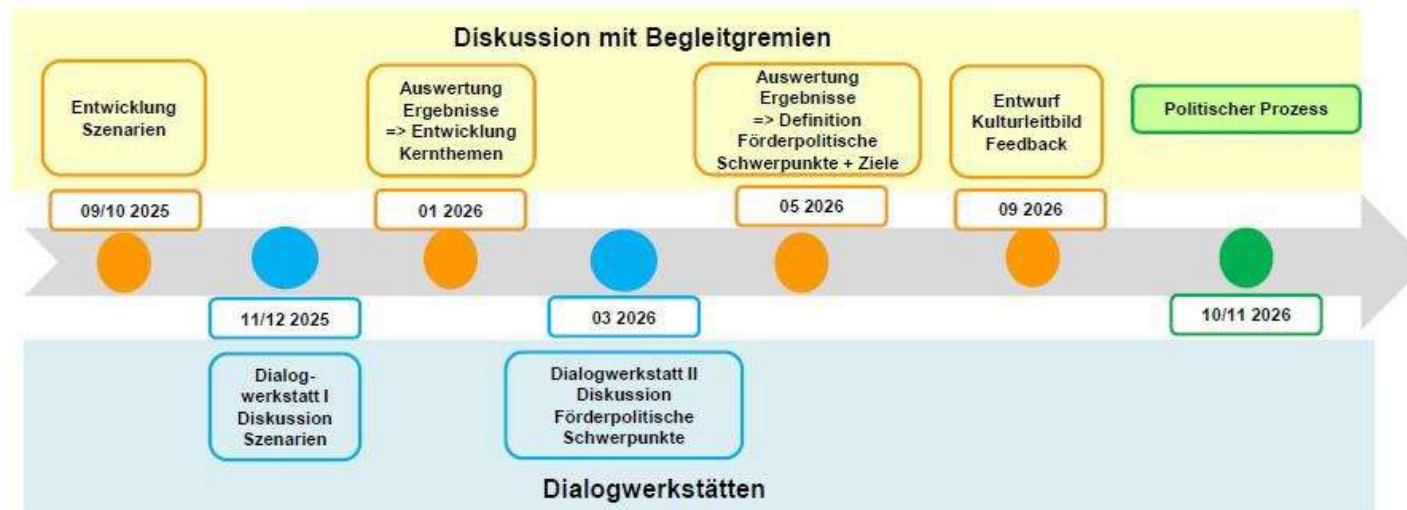 Diskussion mit Begleitgremien
Entwicklung
Szenarien
Auswertung
Ergebnisse
=> Entwicklung
Kernthemen
Auswertung
Ergebnisse
=> Definition
Förderpolitische
Schwerpunkte + Ziele
Entwurf
Kulturleitbild
Feedback
Politischer Prozess
09/10 2025
01 2026
05 2026
09 2026
11/12 2025
03 2026
10/11 2026
Dialog-
werkstatt I
Diskussion
Szenarien
Dialogwerkstatt II
Diskussion
Förderpolitische
Schwerpunkte
Dialogwerkstätten